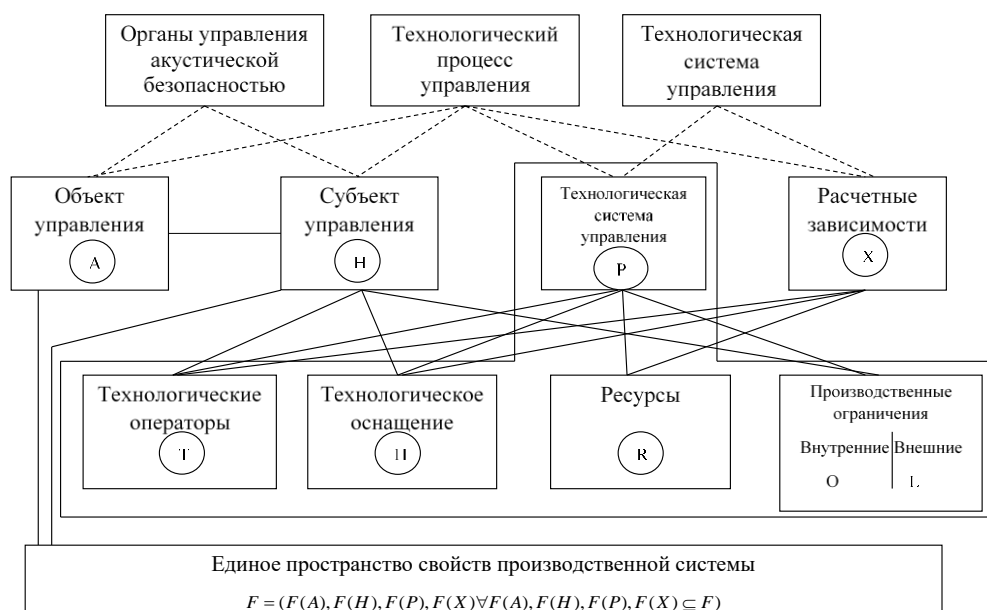 Органы управления
акустической
безопасностью
Технологический
процесс
управления
Технологическая
система
управления
Объект
управления
A
Субъект
управления
H
Технологическая
система
управления
P
Расчетные
зависимости
X
Технологические
операторы
T
Технологическое
оснащение
П
Ресурсы
R
Производственные
ограничения
Внутренние Внешние
O L
Единое пространство свойств производственной системы
F = (F(A), F(H), F(P), F(X)∀F(A), F(H), F(P), F(X) ⊆ F)